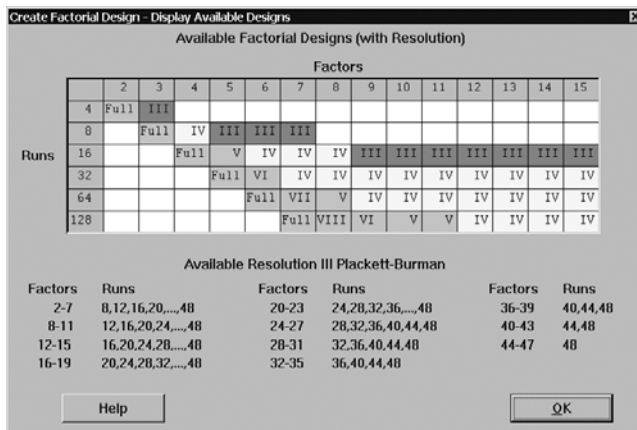 Create Factorial Design - Display Available Designs
Available Factorial Designs (with Resolution)
Factors
2 3 4 5 6 7 8 9 10 11 12 13 14 15
4 Full III
8 Full IV III III III
Runs 16 Full V IV IV IV III III III III III III III
32 Full VI IV IV IV IV IV IV IV IV IV
64 Full VII V IV IV IV IV IV IV IV
128 Full VIII VI V V IV IV IV IV
Available Resolution III Plackett-Burman
Factors Runs Factors Runs Factors Runs
2-7 8,12,16,20,...,48 20-23 24,28,32,36,...,48 36-39 40,44,48
8-11 12,16,20,24,...,48 24-27 28,32,36,40,44,48 40-43 44,48
12-15 16,20,24,28,...,48 28-31 32,36,40,44,48 44-47 48
16-19 20,24,28,32,...,48 32-35 36,40,44,48
Help OK